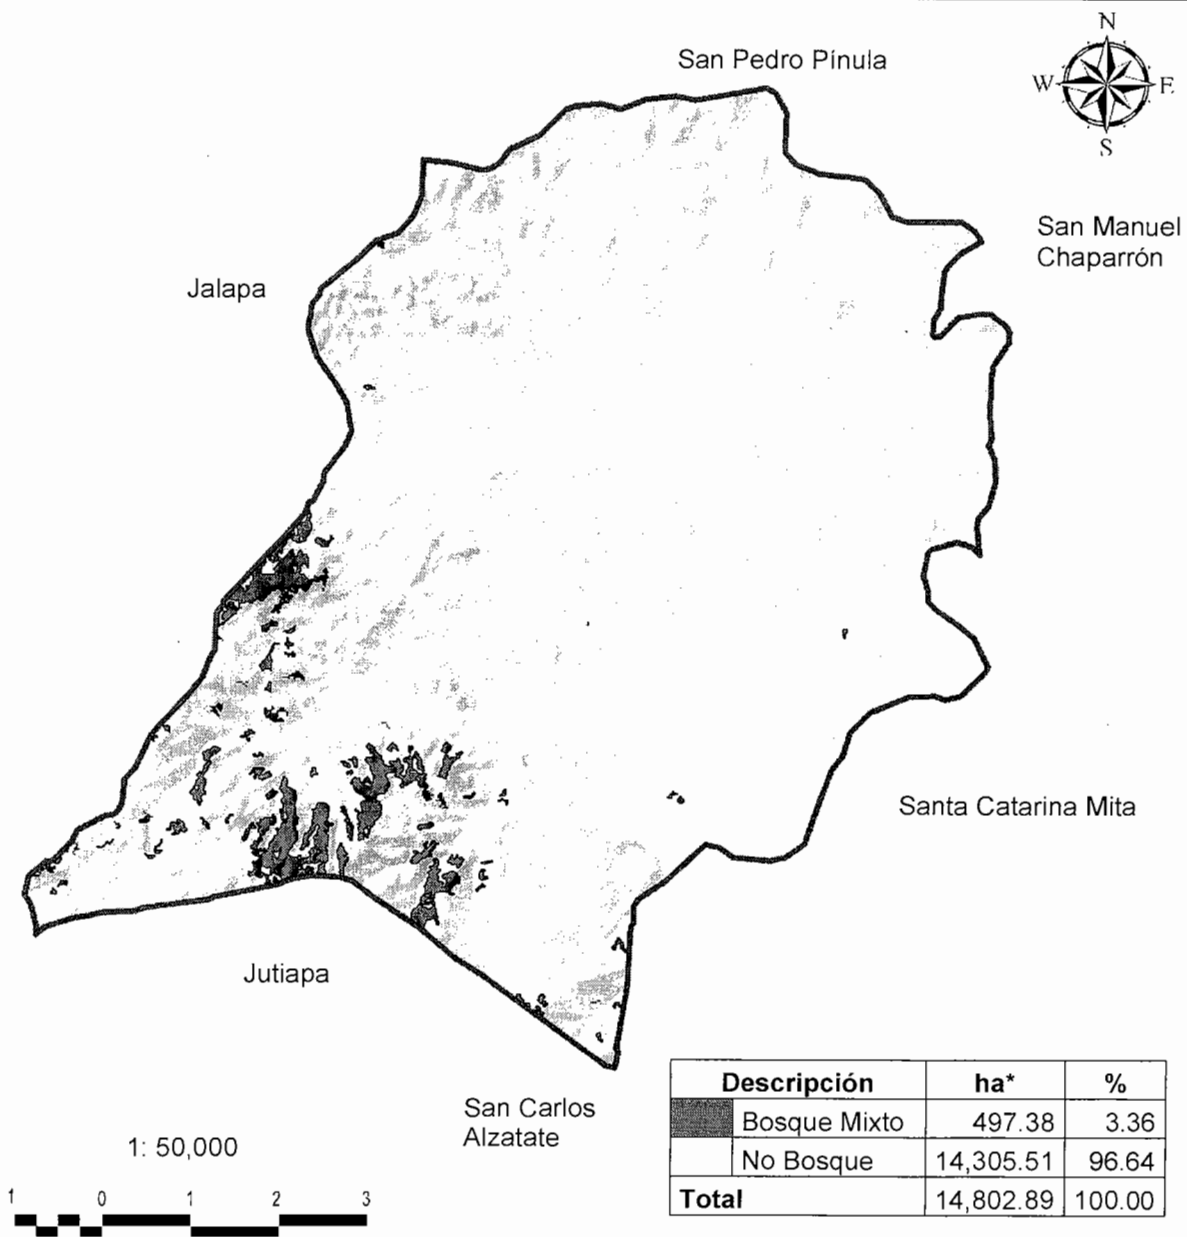 N
San Pedro Pínula
W E
S
San Manuel
Chaparrón
Jalapa
Santa Catarina Mita
Jutiapa
San Carlos
Alzatate
1: 50,000
1 0 1 2 3
Descripción ha* %
Bosque Mixto 497.38 3.36
No Bosque 14,305.51 96.64
Total 14,802.89 100.00